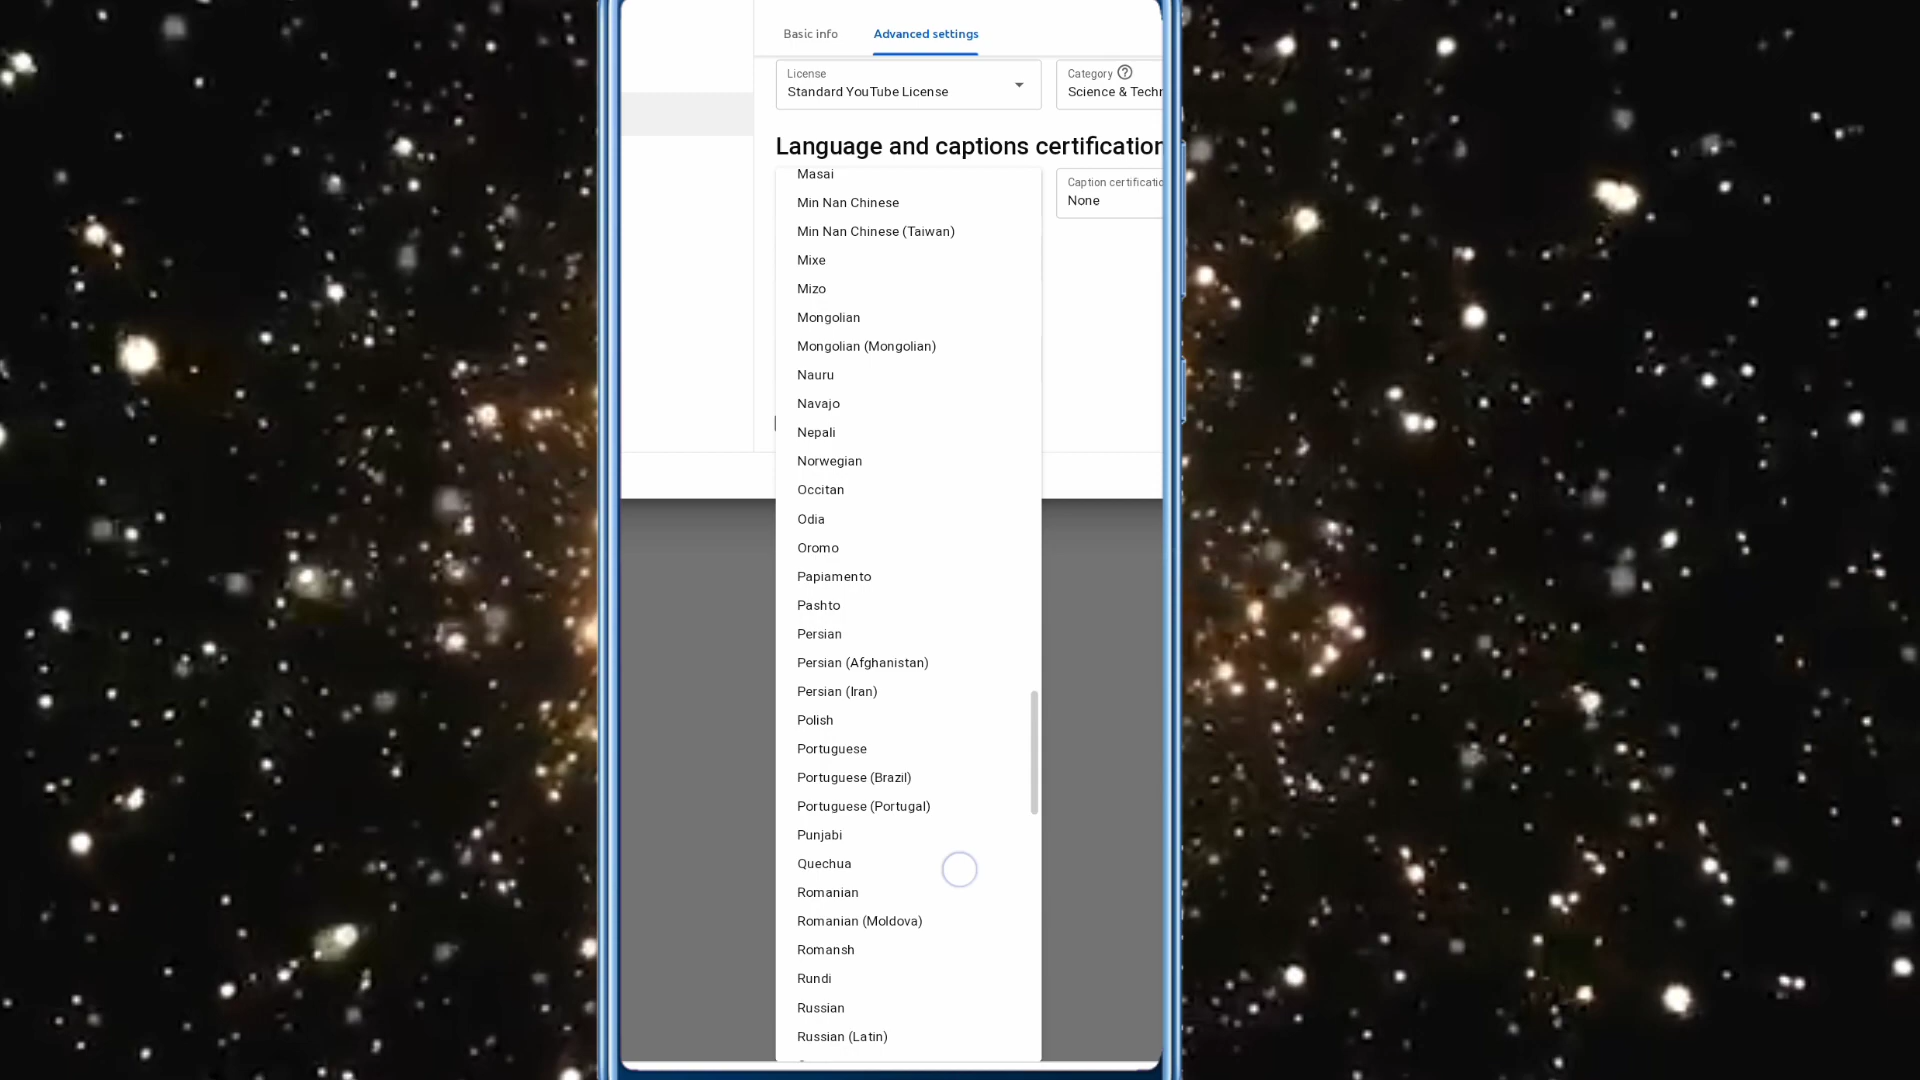 Basic info
Advanced settings
License
Standard YouTube License
Category
Science & Techn
Language and captions certification
Masai
Min Nan Chinese
Min Nan Chinese (Taiwan)
Mixe
Mizo
Mongolian
Mongolian (Mongolian)
Nauru
Navajo
Nepali
Norwegian
Occitan
Odia
Oromo
Papiamento
Pashto
Persian
Persian (Afghanistan)
Persian (Iran)
Polish
Portuguese
Portuguese (Brazil)
Portuguese (Portugal)
Punjabi
Quechua
Romanian
Romanian (Moldova)
Romansh
Rundi
Russian
Russian (Latin)
Caption certificatio
None